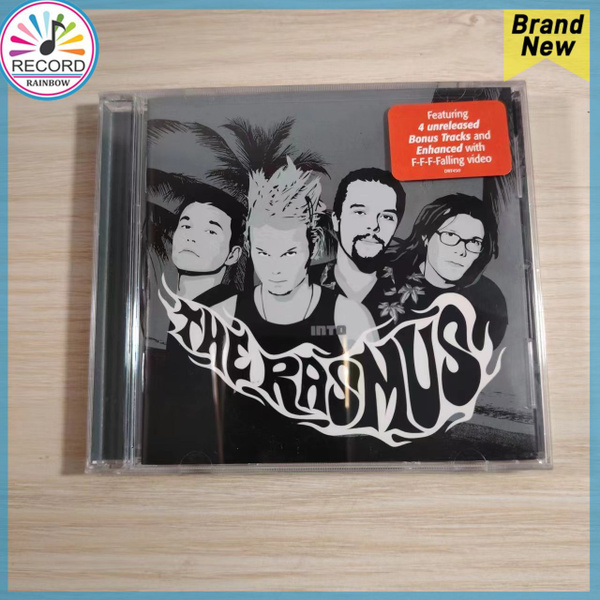 RECORD
RAINBOW
Brand
New
Featuring
4 unreleased
Bonus Tracks and
Enhanced with
F-F-F-Falling video
INTO
THE RASMUS